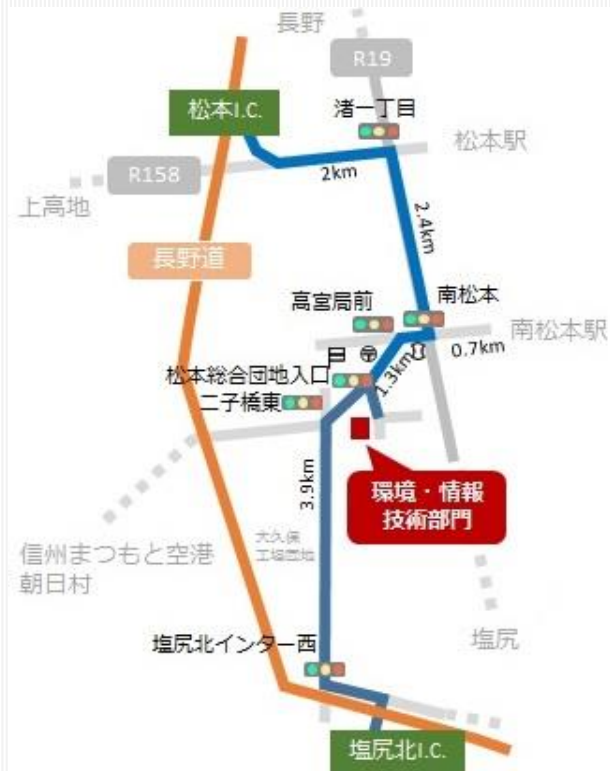 長野
R19
松本I.C.
渚一丁目
松本駅
R158
2km
上高地
2.4km
長野道
高宮局前
南松本
南松本駅
0.7km
松本総合団地入口
1.3km
二子橋東
3.9km
環境・情報
技術部門
大久保
工場団地
信州まつもと空港
朝日村
塩尻
塩尻北インター西
塩尻北I.C.